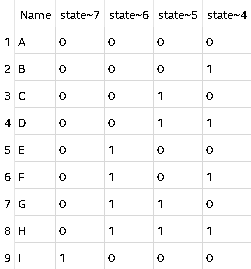 Name state~7 state~6 state~5 state~4
1 A 0 0 0 0
2 B 0 0 0 1
3 C 0 0 1 0
4 D 0 0 1 1
5 E 0 1 0 0
6 F 0 1 0 1
7 G 0 1 1 0
8 H 0 1 1 1
9 I 1 0 0 0